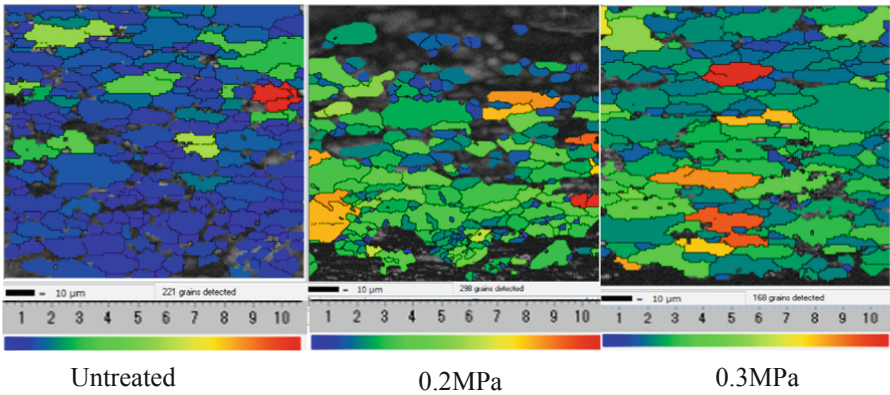 = 10 µm 221 grains detected
1 2 3 4 5 6 7 8 9 10
Untreated
= 10 µm 298 grains detected
1 2 3 4 5 6 7 8 9 10
0.2MPa
= 10 µm 168 grains detected
1 2 3 4 5 6 7 8 9 10
0.3MPa